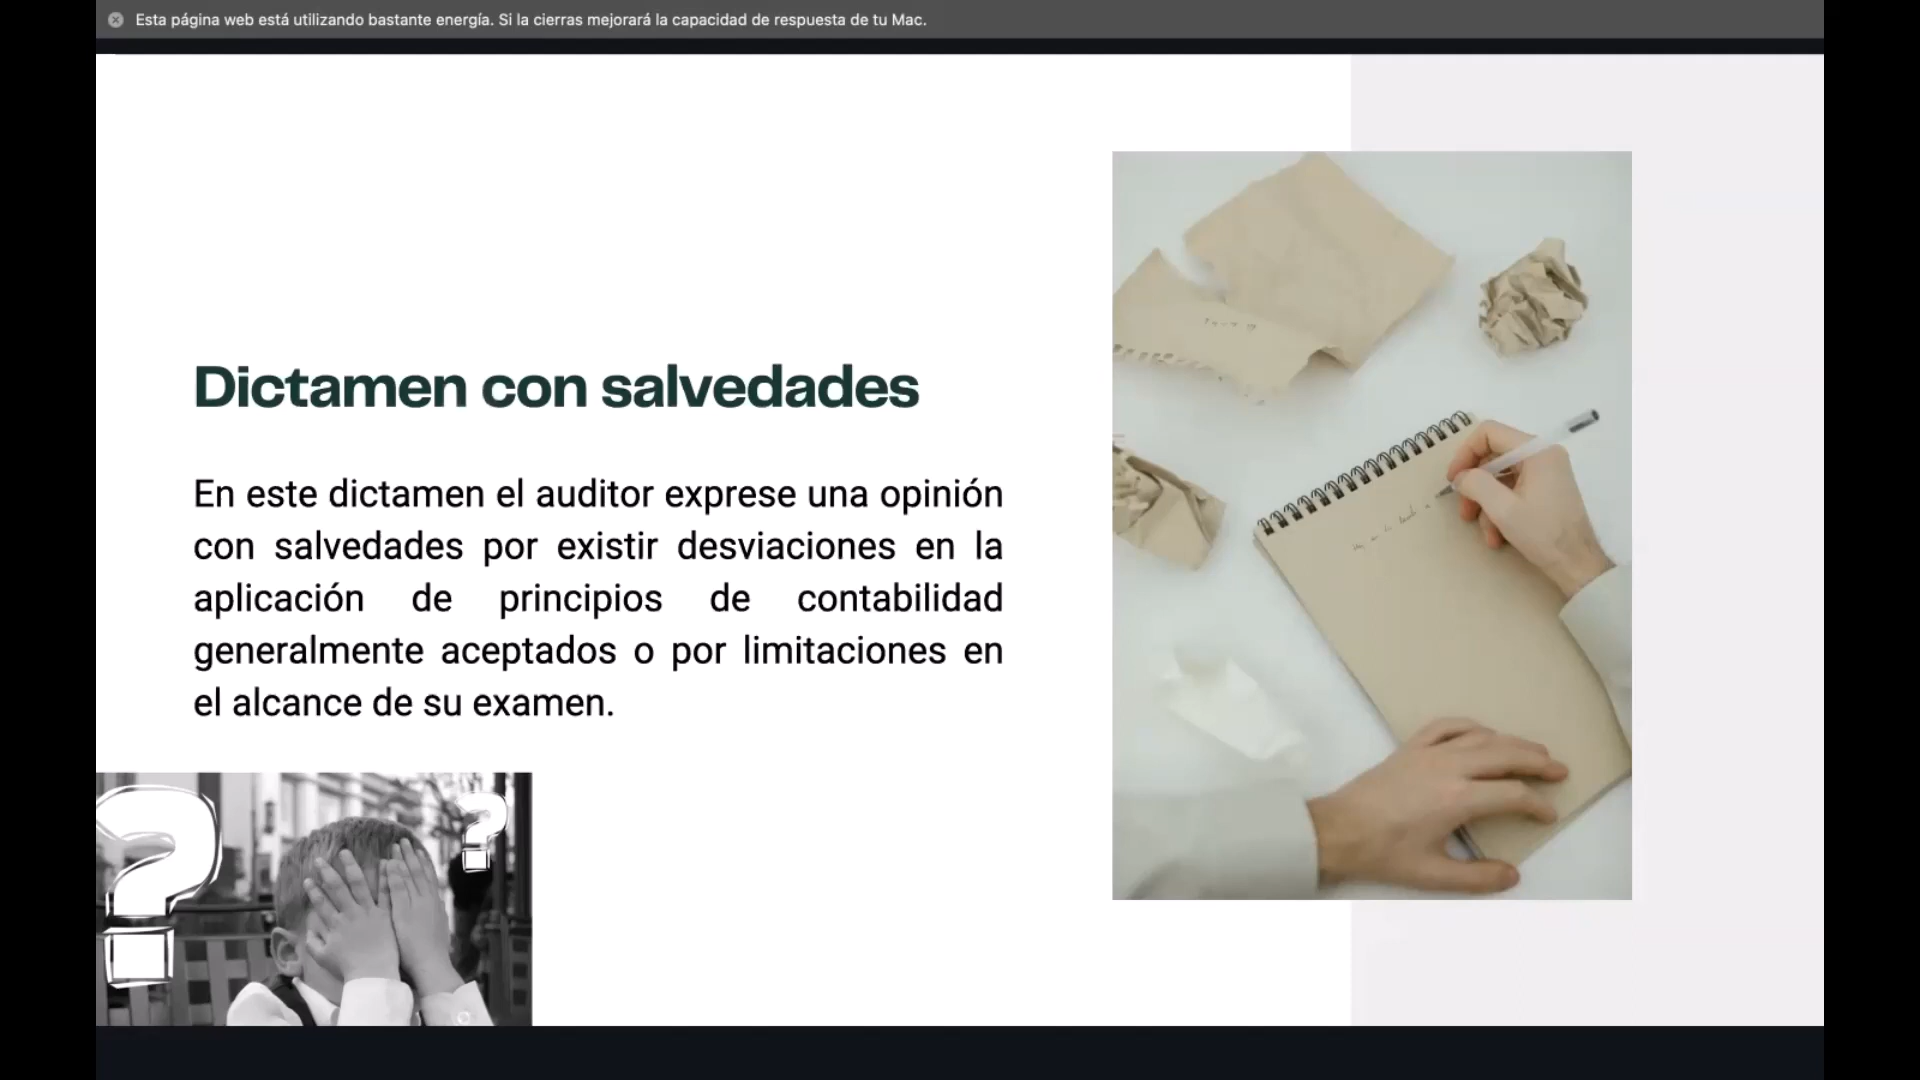 Esta página web está utilizando bastante energía. Si la cierras mejorará la capacidad de respuesta de tu Mac.
Dictamen con salvedades
En este dictamen el auditor exprese una opinión
con salvedades por existir desviaciones en la
aplicación de principios de contabilidad
generalmente aceptados o por limitaciones en
el alcance de su examen.
?
?